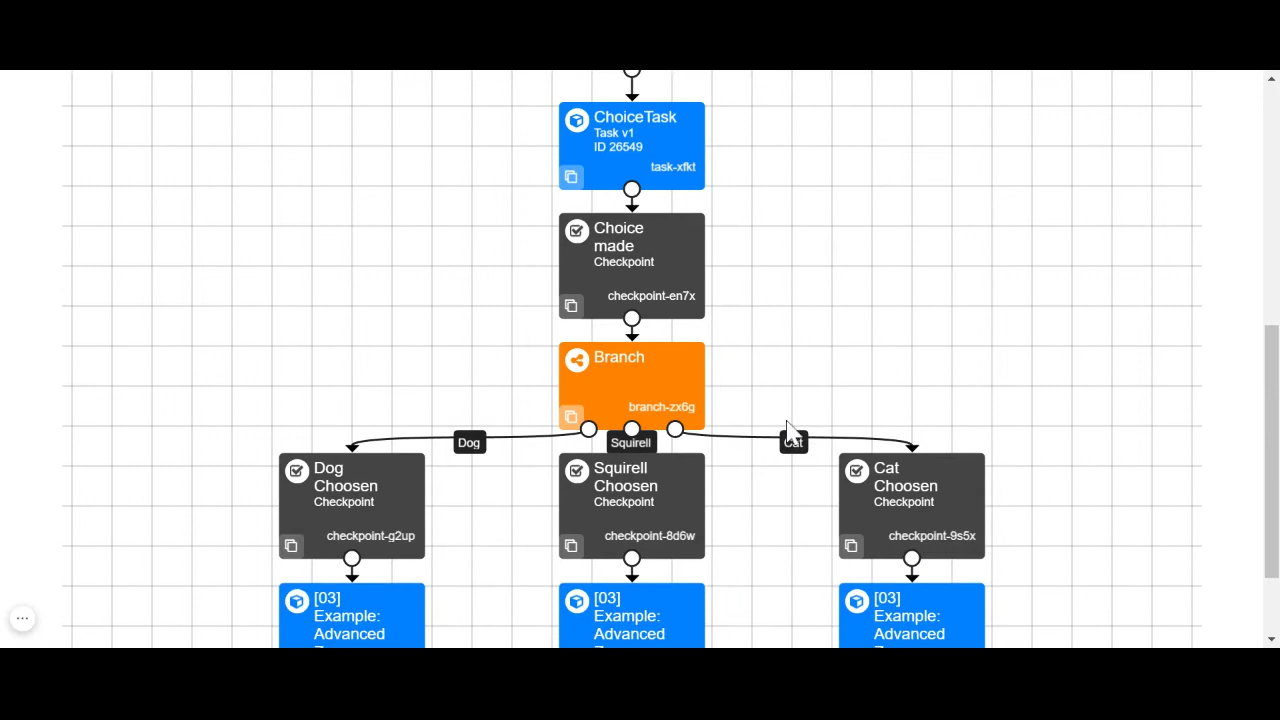 ChoiceTask
Task v1
ID 26549
task-xfkt
Choice
made
Checkpoint
checkpoint-en7x
Branch
branch-zx6g
Dog
Squirell
Cat
Dog
Choosen
Checkpoint
checkpoint-g2up
Squirell
Choosen
Checkpoint
checkpoint-8d6w
Cat
Choosen
Checkpoint
checkpoint-9s5x
[03]
Example:
Advanced
[03]
Example:
Advanced
[03]
Example:
Advanced